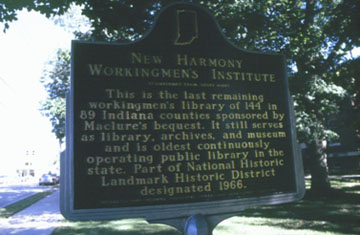 NEW HARMONY
WORKINGMEN'S INSTITUTE
This is the last remaining
workingmen's library of 144 in
89 Indiana counties sponsored by
Maclure's bequest. It still serves
as library, archives, and museum
and is oldest continuously
operating public library in the
state. Part of National Historic
Landmark Historic District
designated 1966.